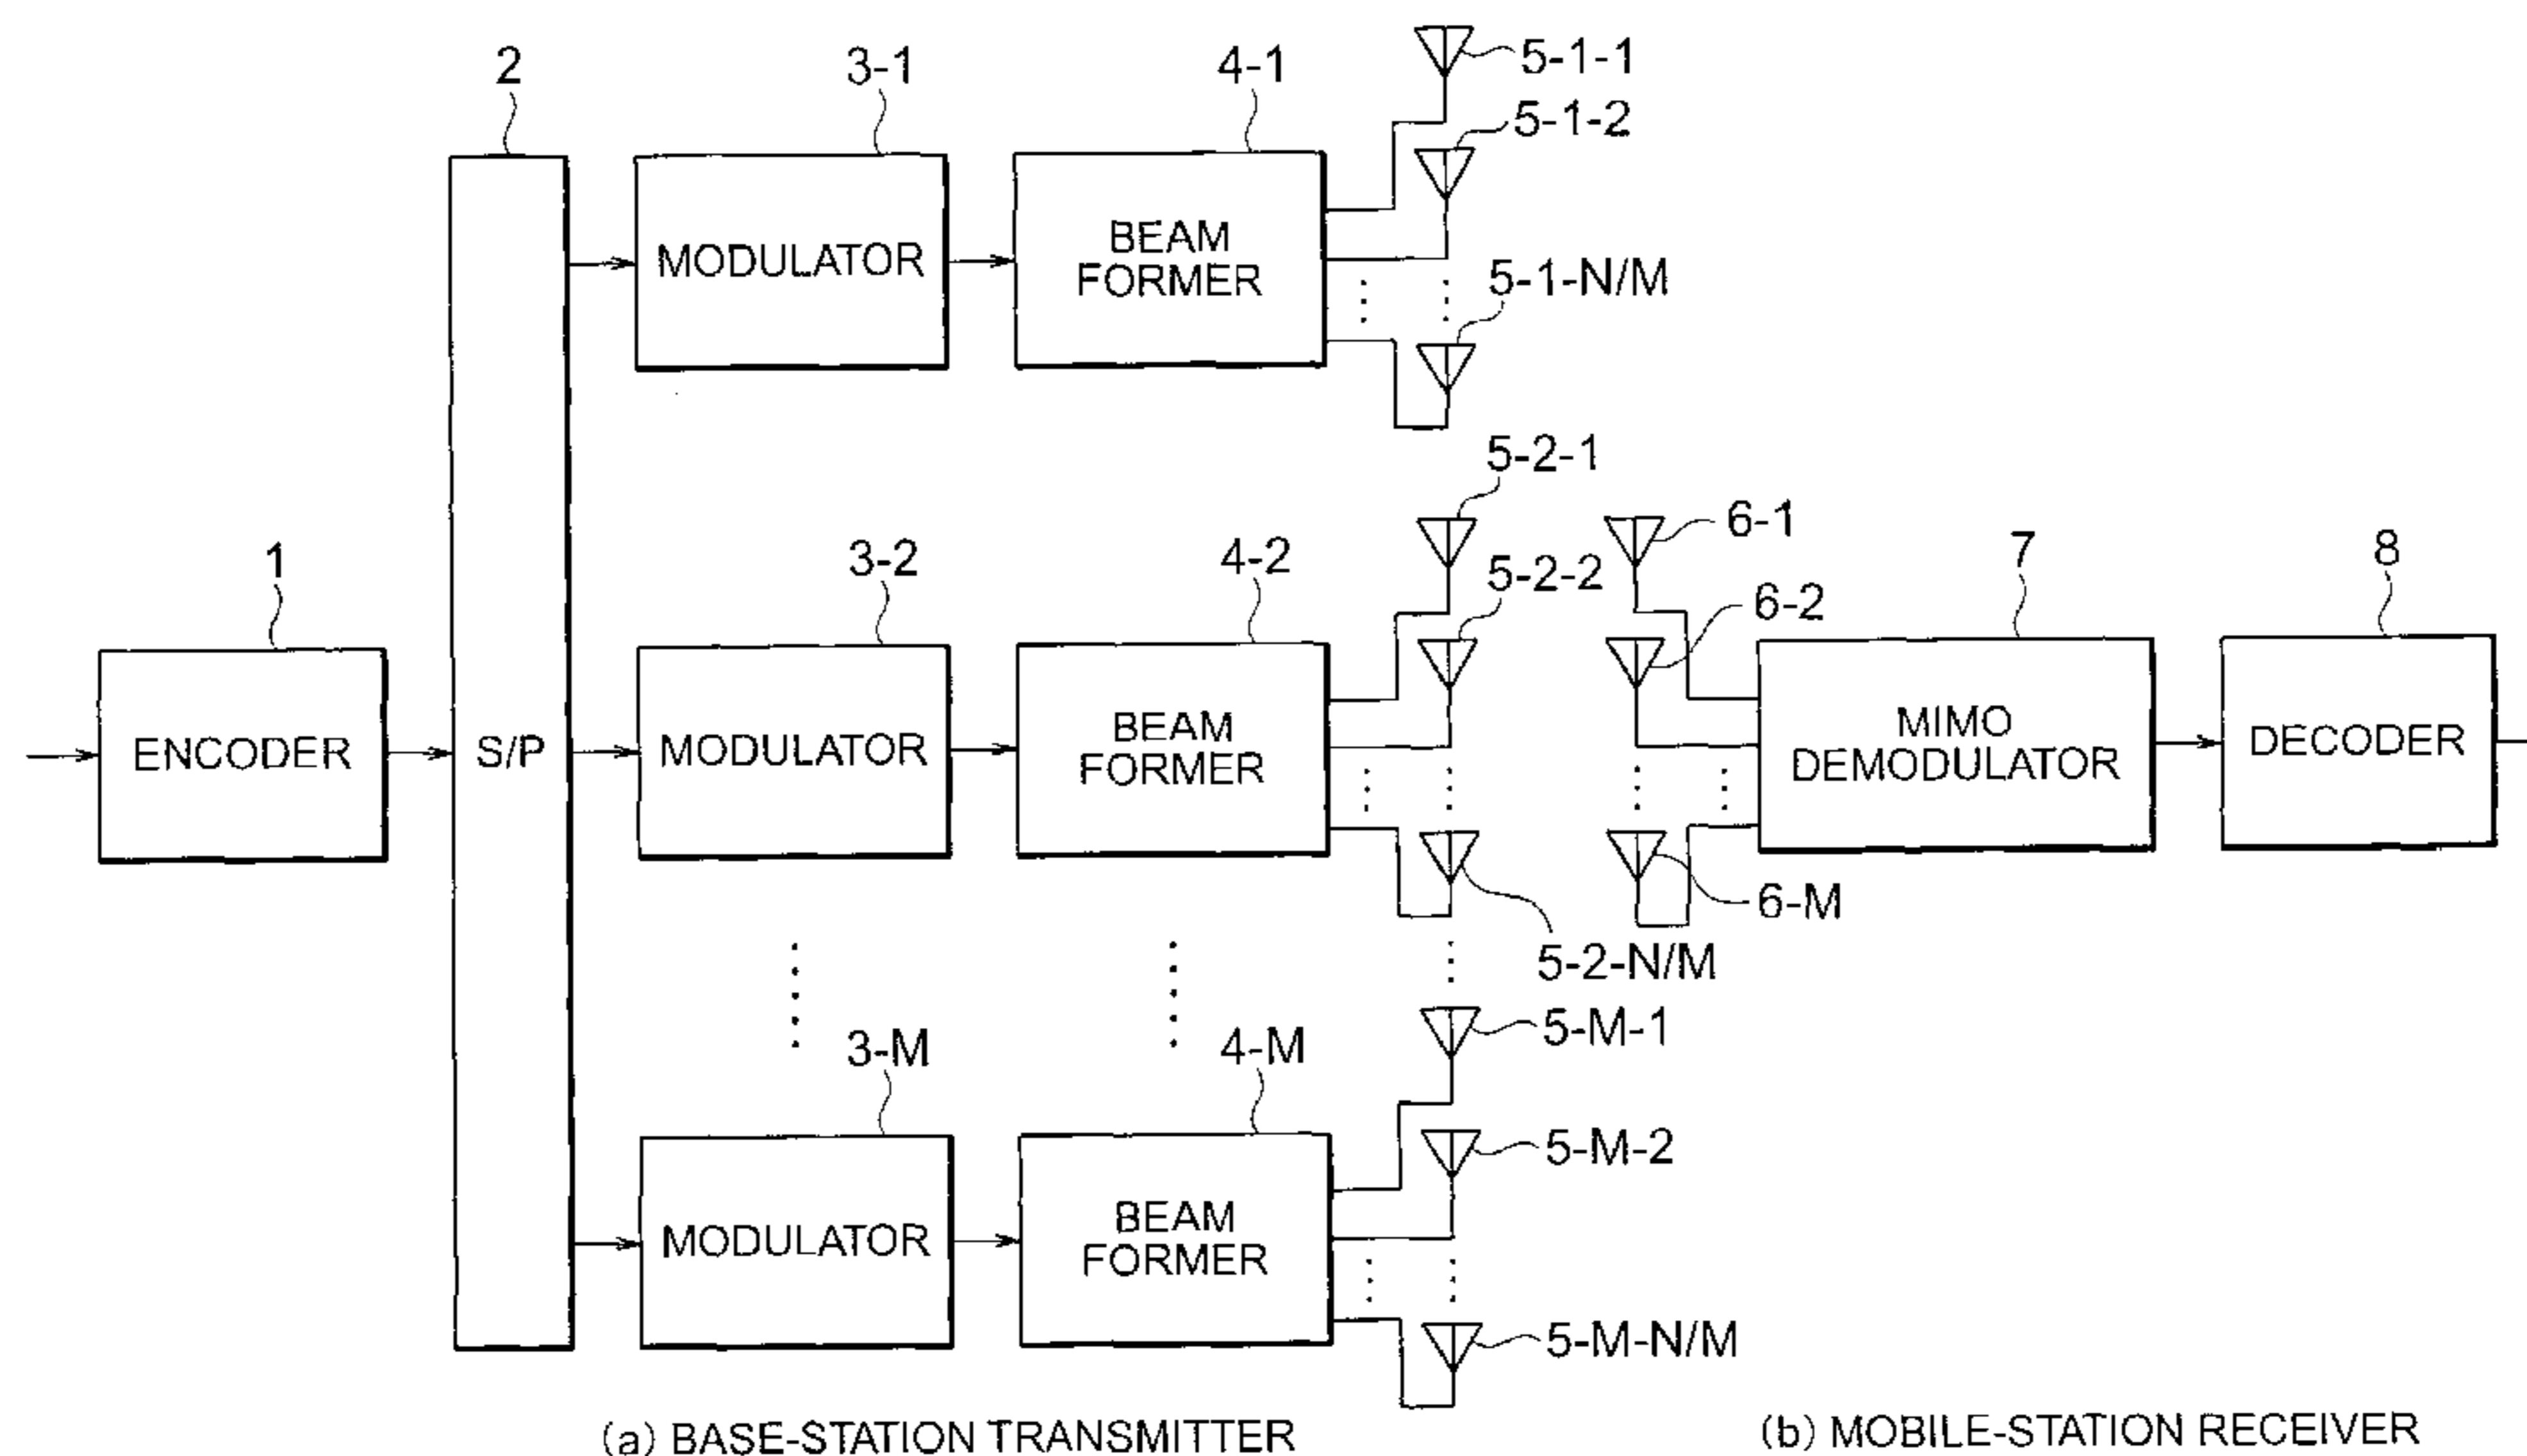 2
3-1
4-1
5-1-1
5-1-2
MODULATOR
BEAM
FORMER
5-1-N/M
5-2-1
1
3-2
4-2
5-2-2
6-1
6-2
7
8
ENCODER
S/P
MODULATOR
BEAM
FORMER
MIMO
DEMODULATOR
DECODER
6-M
5-2-N/M
3-M
4-M
5-M-1
5-M-2
MODULATOR
BEAM
FORMER
5-M-N/M
(a) BASE-STATION TRANSMITTER
(b) MOBILE-STATION RECEIVER